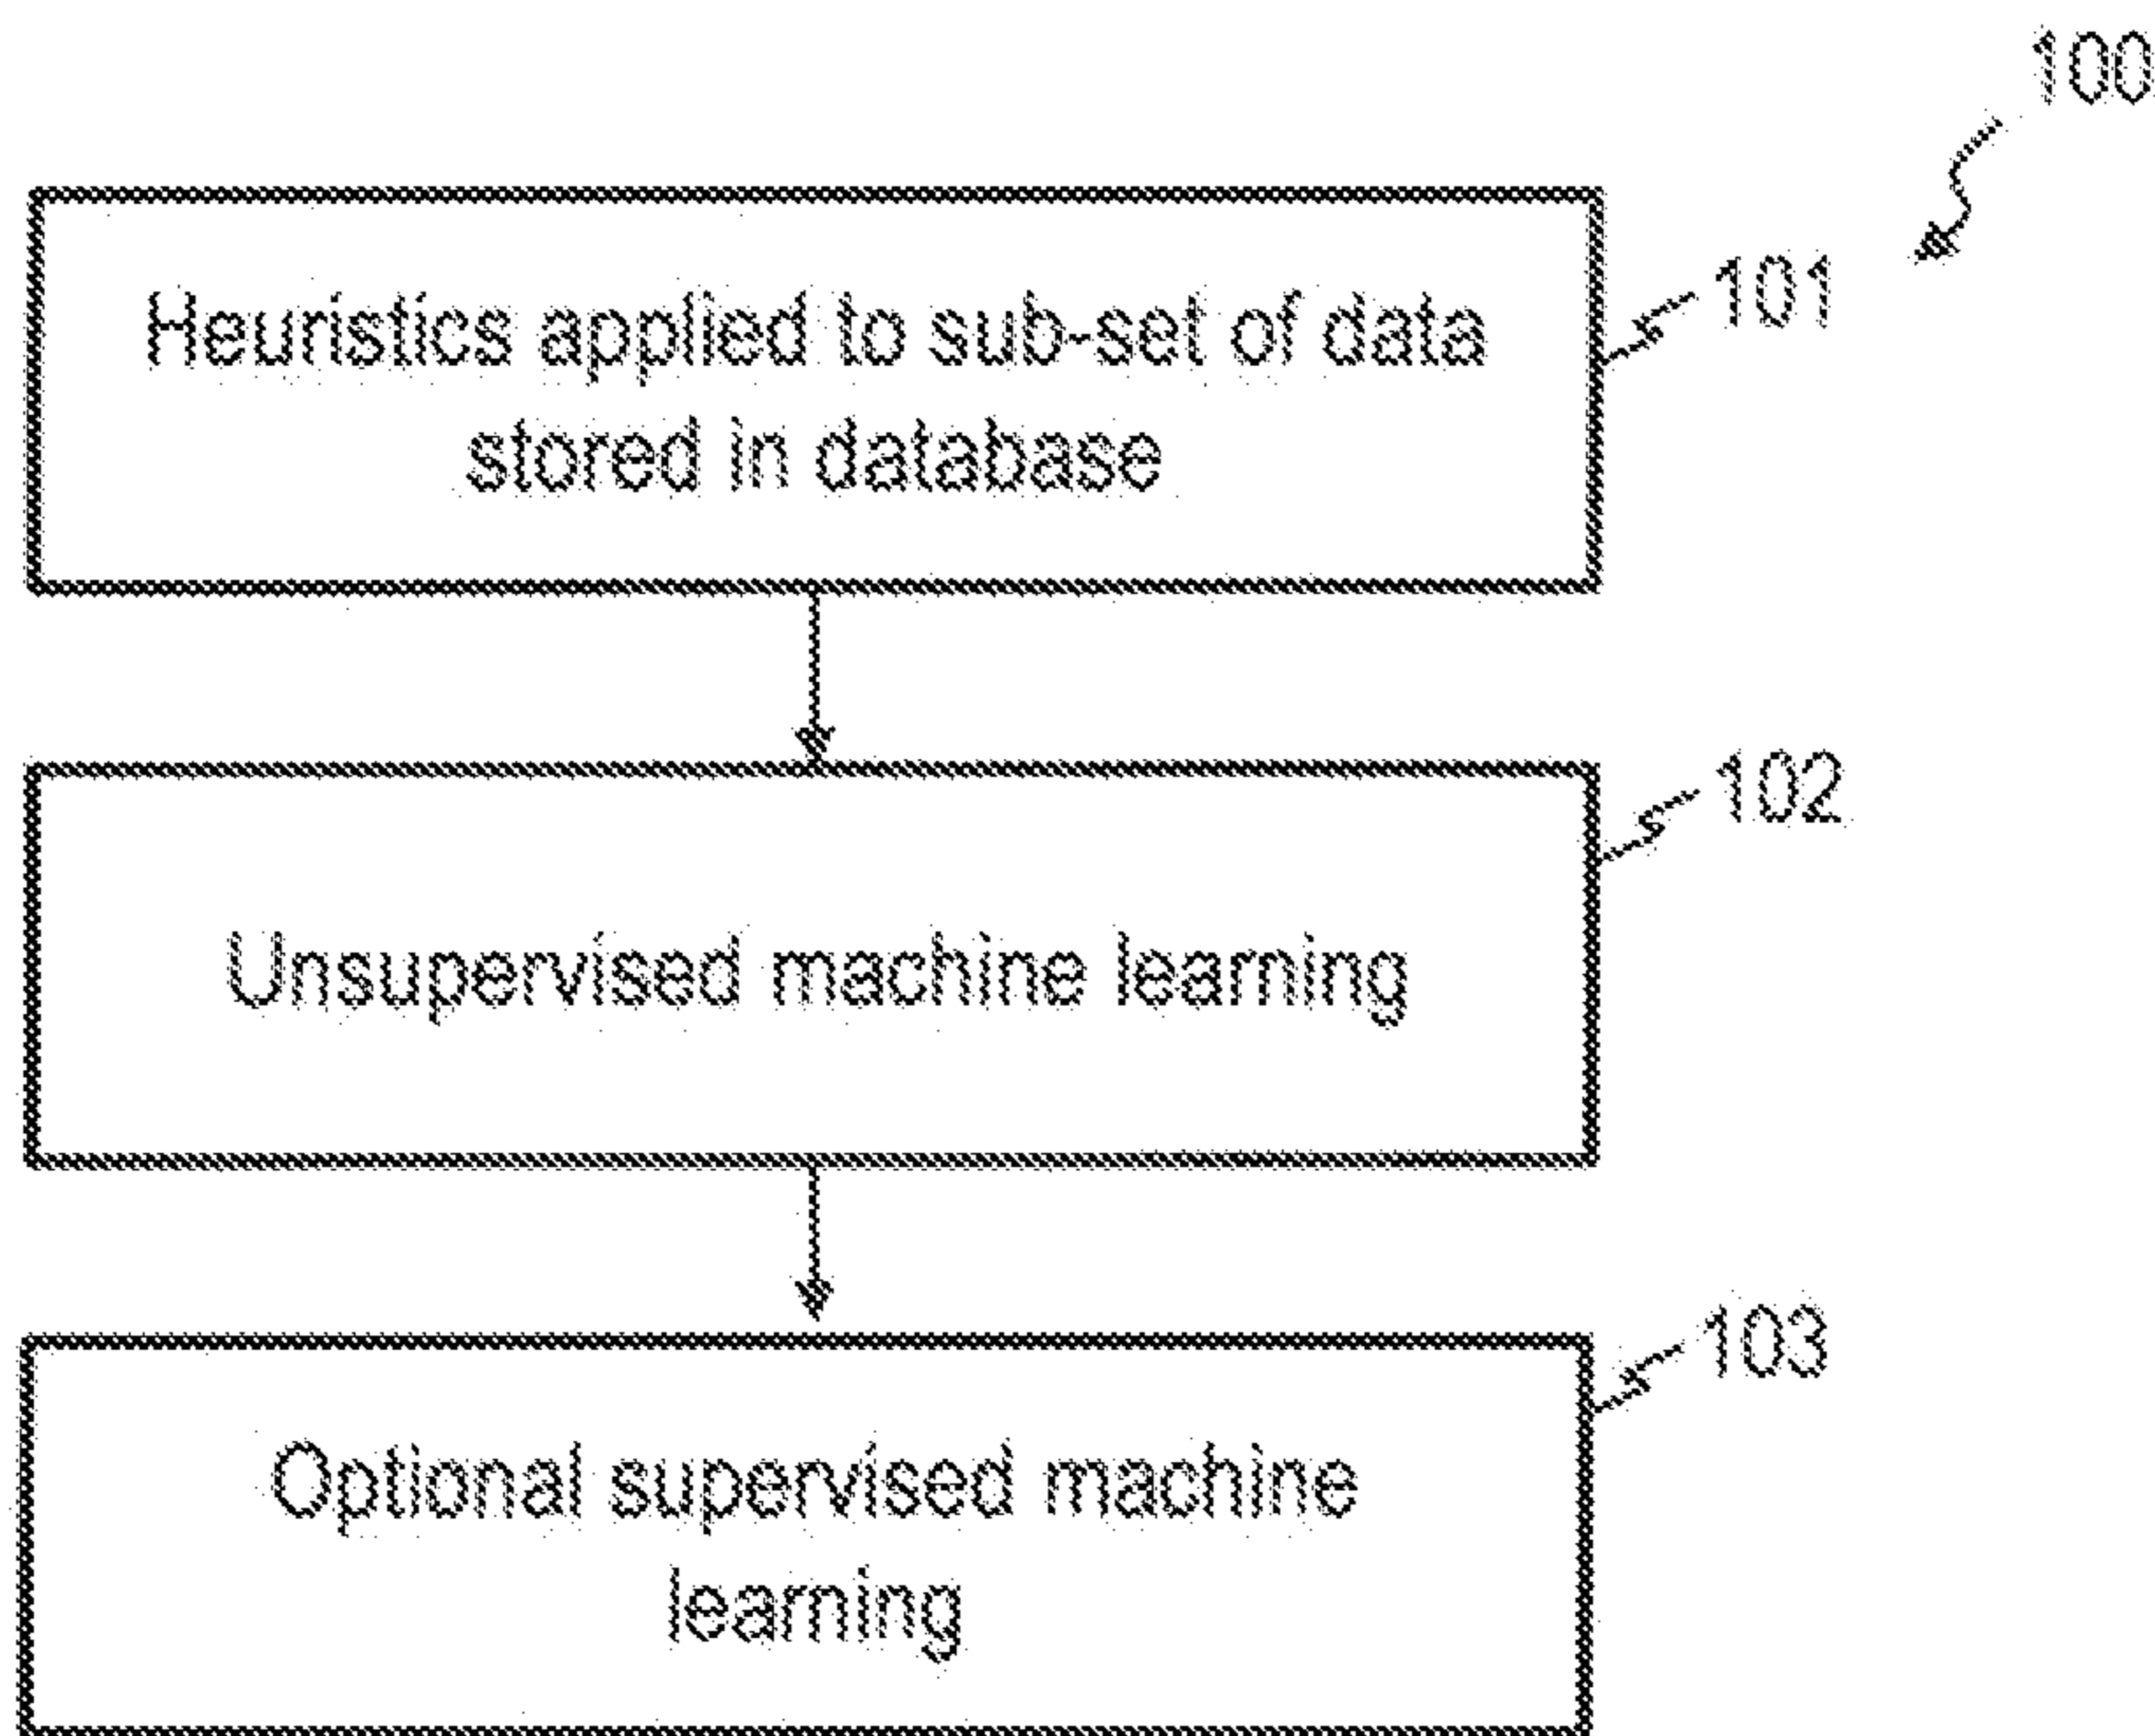 100
101
Heuristics applied to sub-set of data
stored in database
102
Unsupervised machine learning
103
Optional supervised machine
learning